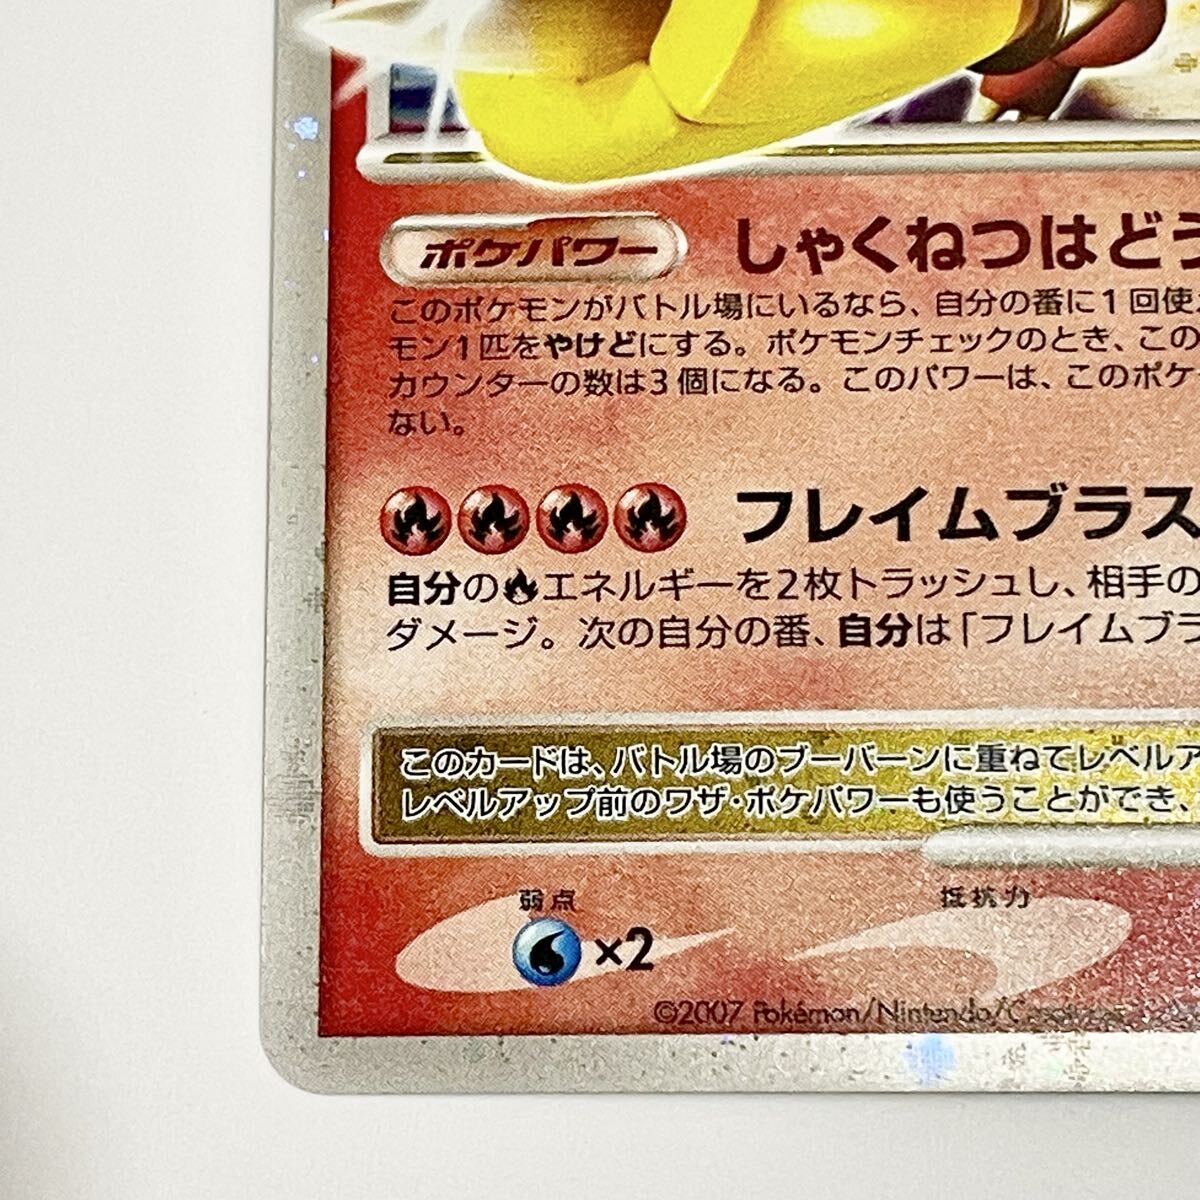 ポケパワー しゃくねつはどう
このポケモンがバトル場にいるなら、自分の番に1回使
モン1匹をやけどにする。ポケモンチェックのとき、この
カウンターの数は3個になる。このパワーは、このポケ
ない。
フレイムブラス
自分の エネルギーを2枚トラッシュし、相手の
ダメージ。次の自分の番、自分は「フレイムブラ
このカードは、バトル場のブーバーンに重ねてレベルア
レベルアップ前のワザ・ポケパワーも使うことができ、
弱点 抵抗力
×2
©2007 Pokémon/Nintendo/